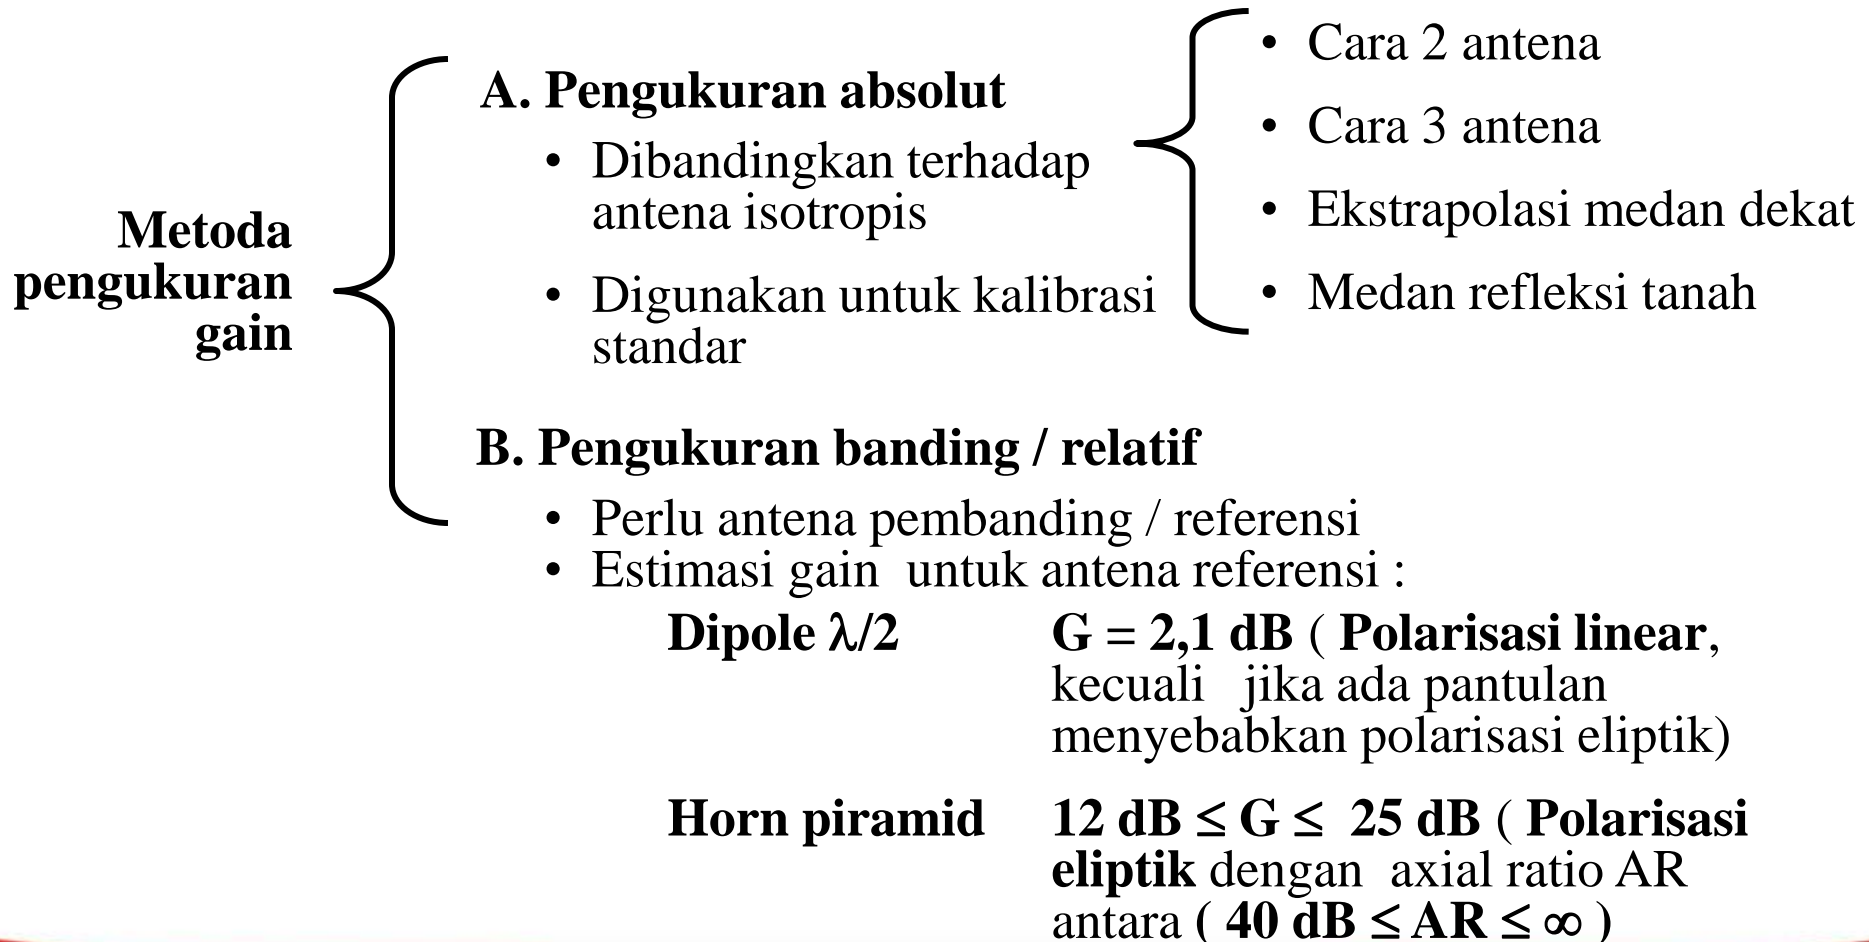 Metoda
pengukuran
gain
A. Pengukuran absolut
• Dibandingkan terhadap
antena isotropis
• Digunakan untuk kalibrasi
standar
• Cara 2 antena
• Cara 3 antena
• Ekstrapolasi medan dekat
• Medan refleksi tanah
B. Pengukuran banding / relatif
• Perlu antena pembanding / referensi
• Estimasi gain untuk antena referensi :
Dipole λ/2 G = 2,1 dB ( Polarisasi linear,
kecuali jika ada pantulan
menyebabkan polarisasi eliptik)
Horn piramid 12 dB ≤ G ≤ 25 dB ( Polarisasi
eliptik dengan axial ratio AR
antara ( 40 dB ≤ AR ≤ ∞ )